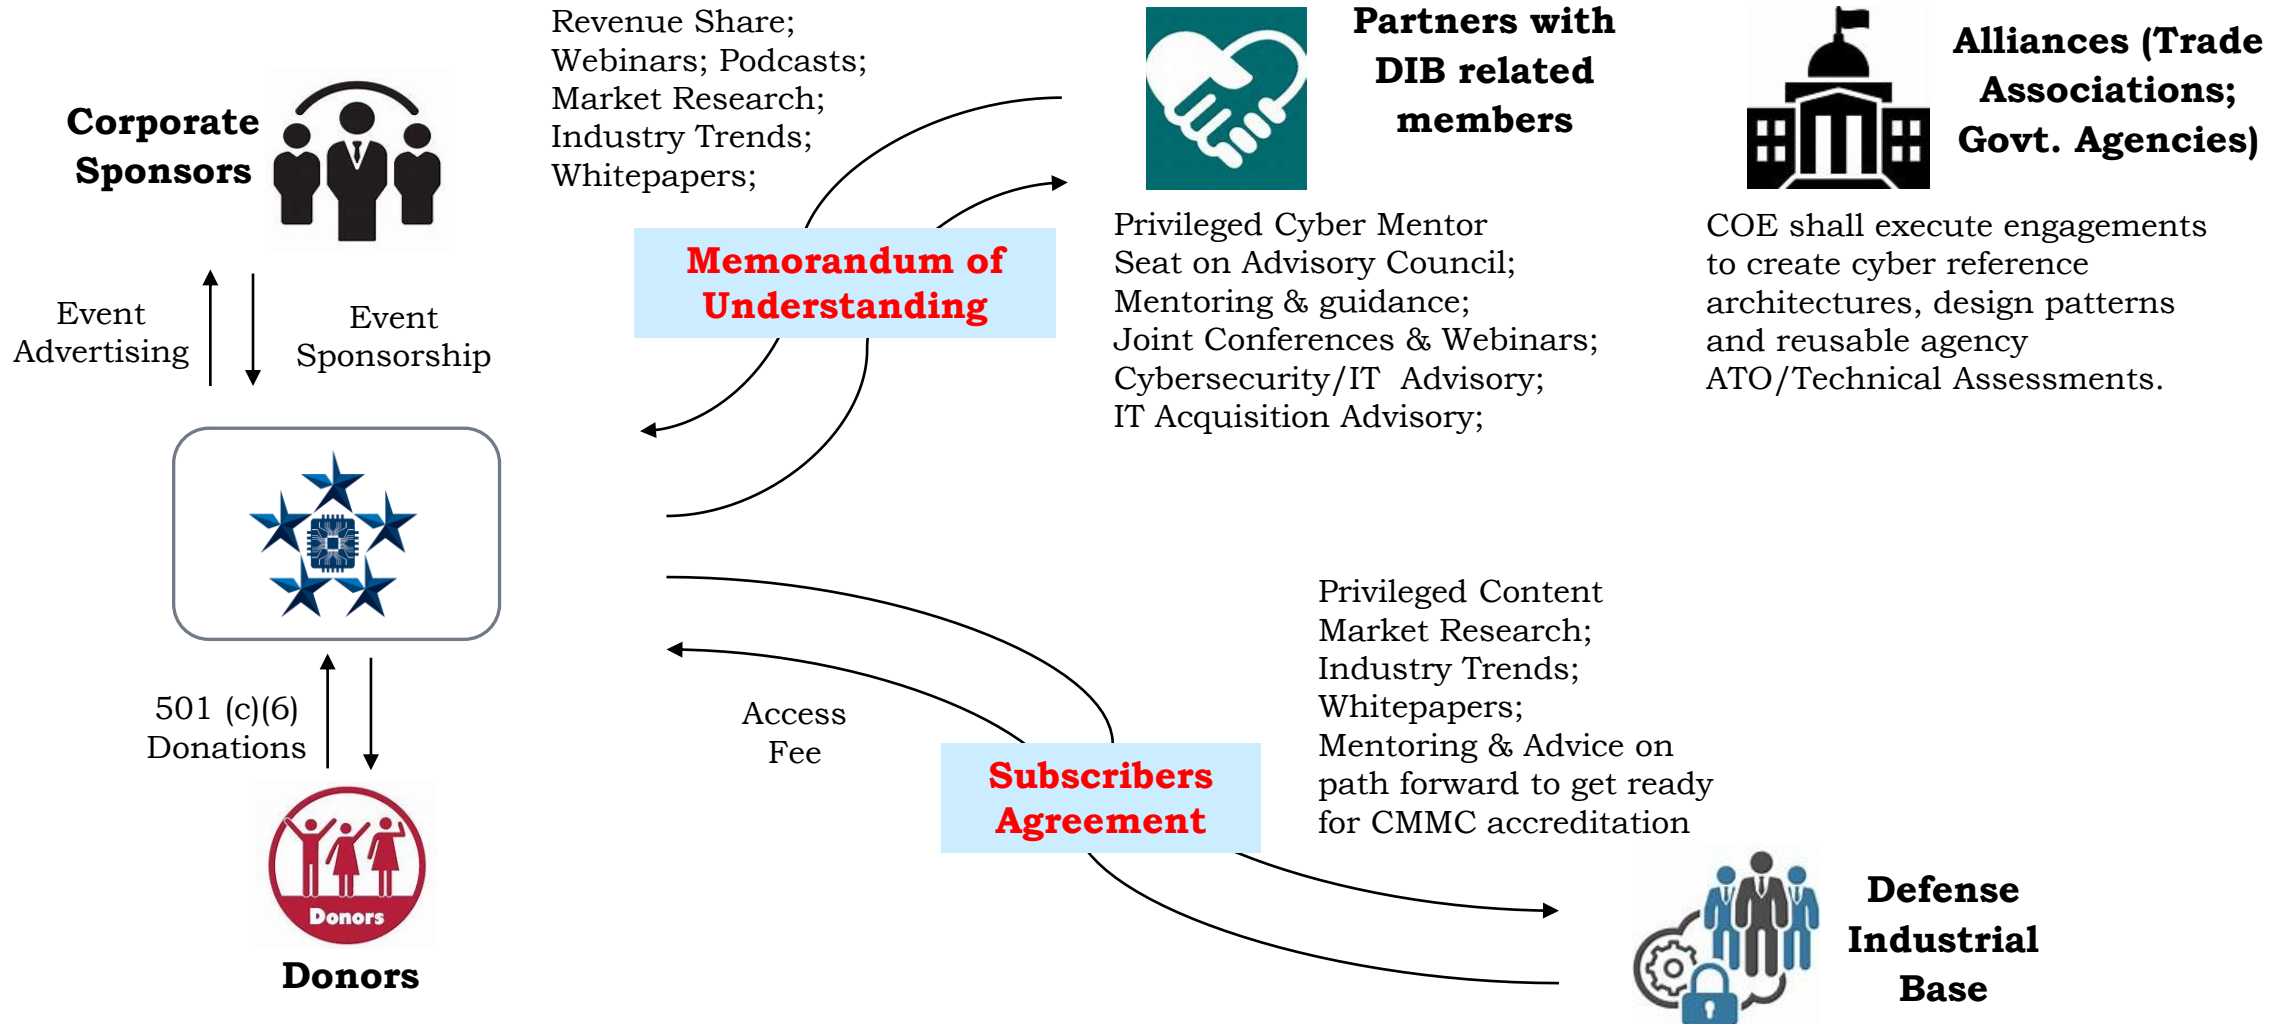 Corporate
Sponsors
Revenue Share;
Webinars; Podcasts;
Market Research;
Industry Trends;
Whitepapers;
Partners with
DIB related
members
Alliances (Trade
Associations;
Govt. Agencies)
Memorandum of
Understanding
Privileged Cyber Mentor
Seat on Advisory Council;
Mentoring & guidance;
Joint Conferences & Webinars;
Cybersecurity/IT Advisory;
IT Acquisition Advisory;
COE shall execute engagements
to create cyber reference
architectures, design patterns
and reusable agency
ATO/Technical Assessments.
Event
Advertising
Event
Sponsorship
501 (c)(6)
Donations
Access
Fee
Subscribers
Agreement
Privileged Content
Market Research;
Industry Trends;
Whitepapers;
Mentoring & Advice on
path forward to get ready
for CMMC accreditation
Donors
Donors
Defense
Industrial
Base